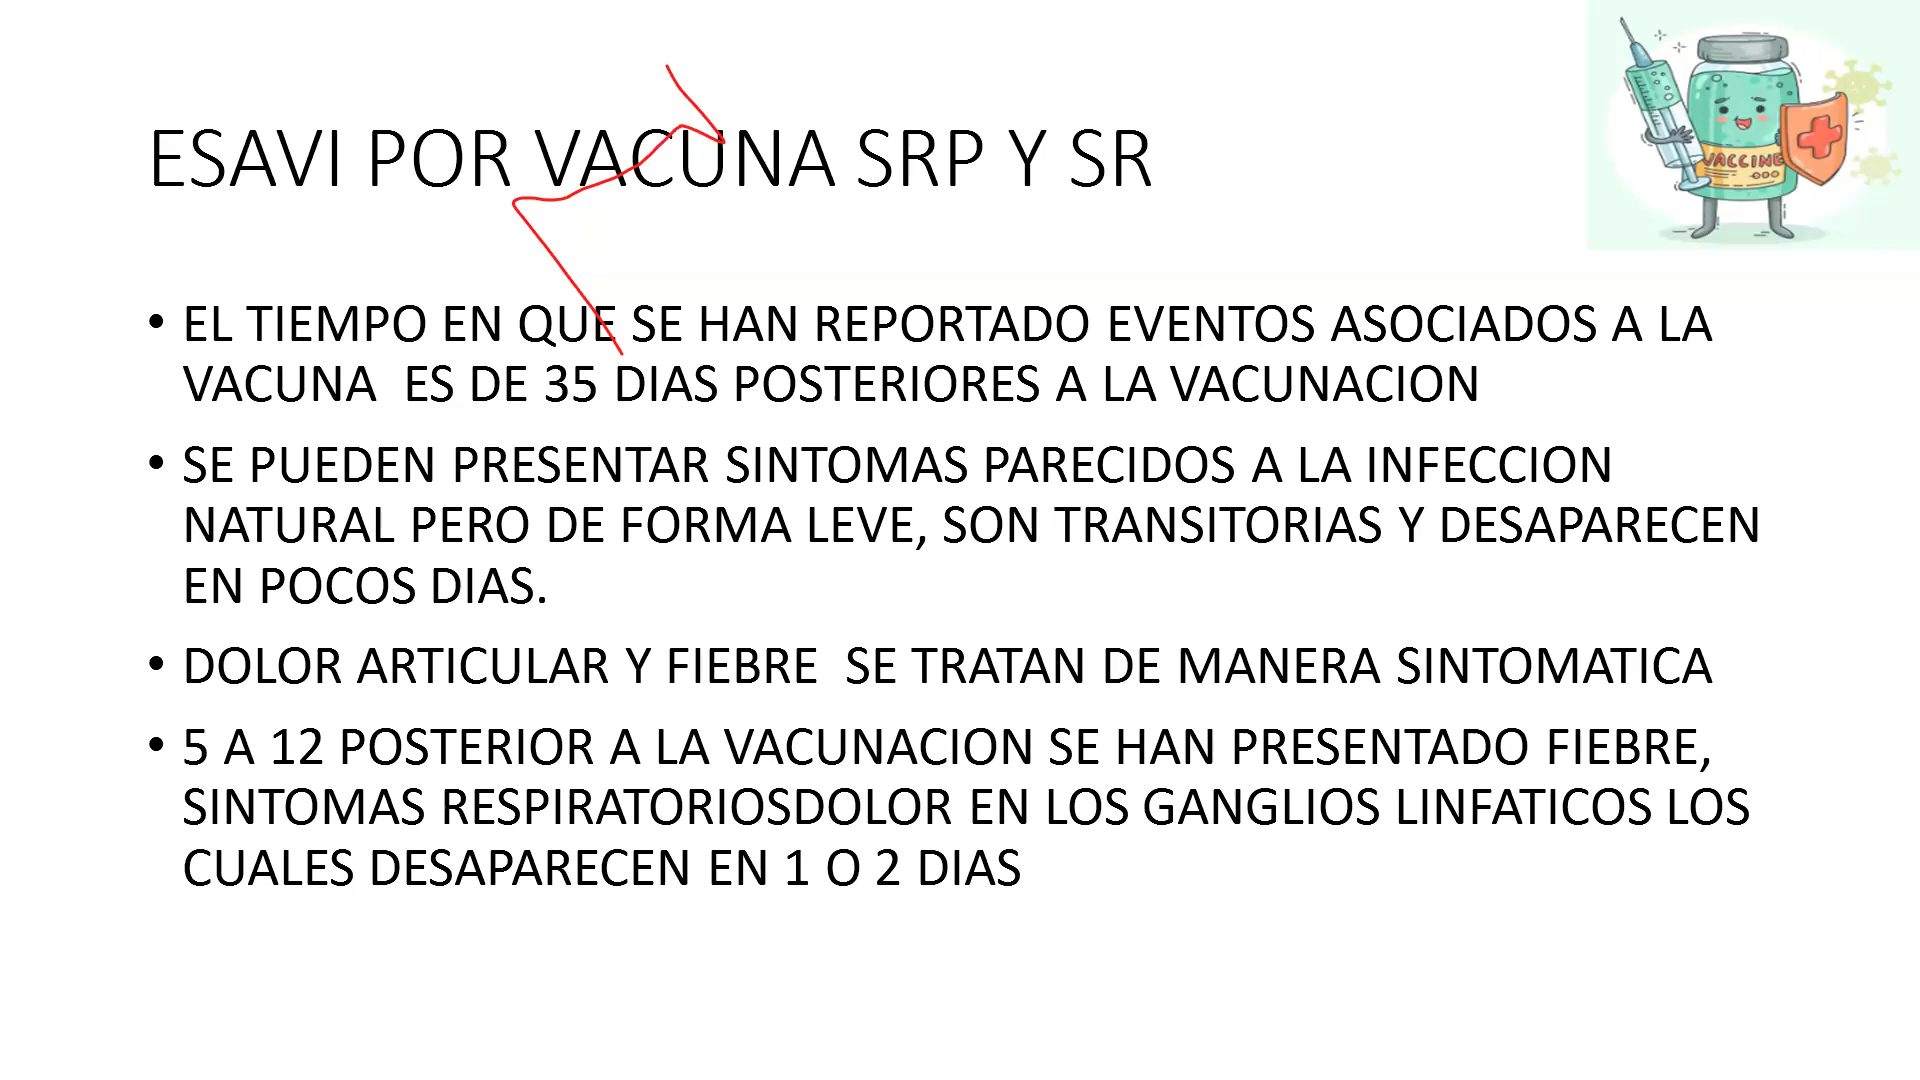 ESAVI POR VACUNA SRP Y SR
VACCINE
• EL TIEMPO EN QUE SE HAN REPORTADO EVENTOS ASOCIADOS A LA
VACUNA ES DE 35 DIAS POSTERIORES A LA VACUNACION
• SE PUEDEN PRESENTAR SINTOMAS PARECIDOS A LA INFECCION
NATURAL PERO DE FORMA LEVE, SON TRANSITORIAS Y DESAPARECEN
EN POCOS DIAS.
• DOLOR ARTICULAR Y FIEBRE SE TRATAN DE MANERA SINTOMATICA
• 5 A 12 POSTERIOR A LA VACUNACION SE HAN PRESENTADO FIEBRE,
SINTOMAS RESPIRATORIOSDOLOR EN LOS GANGLIOS LINFATICOS LOS
CUALES DESAPARECEN EN 1 O 2 DIAS